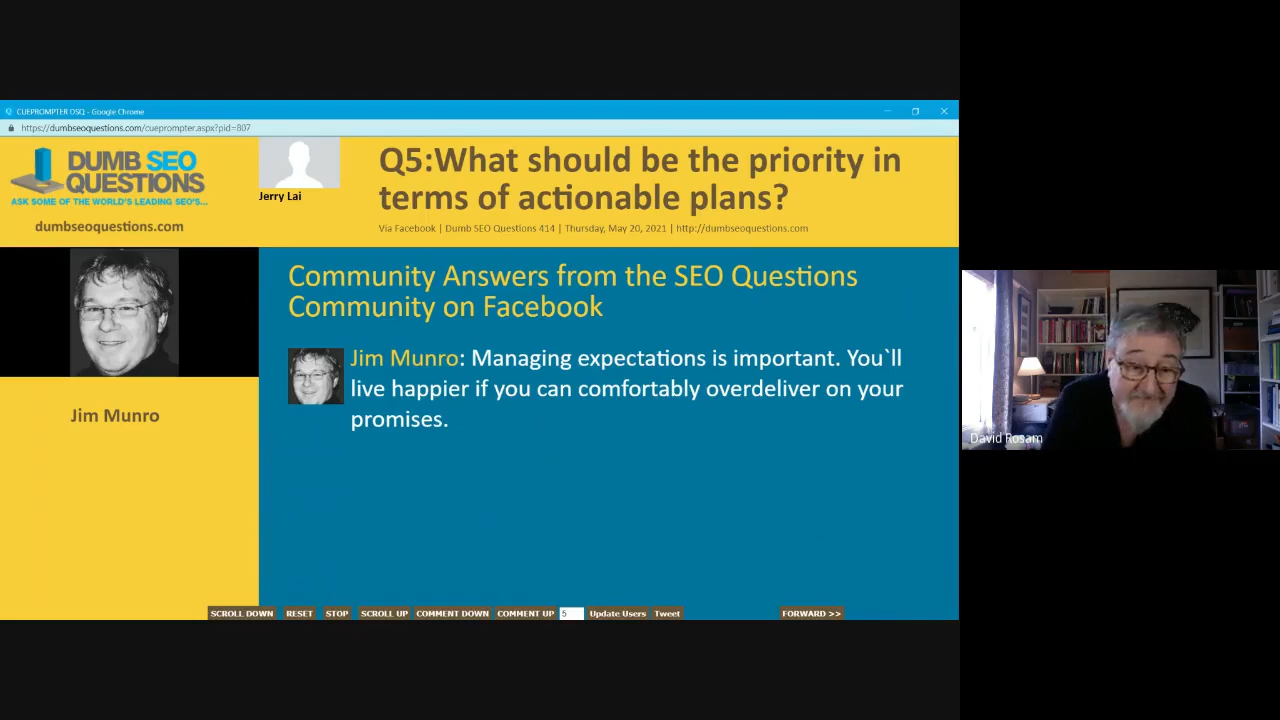 CUEPROMPTER DSQ - Google Chrome
https://dumbseoquestions.com/cueprompter.aspx?pid=807
DUMB SEO
QUESTIONS
ASK SOME OF THE WORLD'S LEADING SEO'S...
dumbseoquestions.com
Jerry Lai
Q5:What should be the priority in
terms of actionable plans?
Via Facebook | Dumb SEO Questions 414 | Thursday, May 20, 2021 | http://dumbseoquestions.com
Jim Munro
Community Answers from the SEO Questions
Community on Facebook
Jim Munro: Managing expectations is important. You`ll
live happier if you can comfortably overdeliver on your
promises.
David Rosam
SCROLL DOWN RESET STOP SCROLL UP COMMENT DOWN COMMENT UP 5 Update Users Tweet FORWARD >>